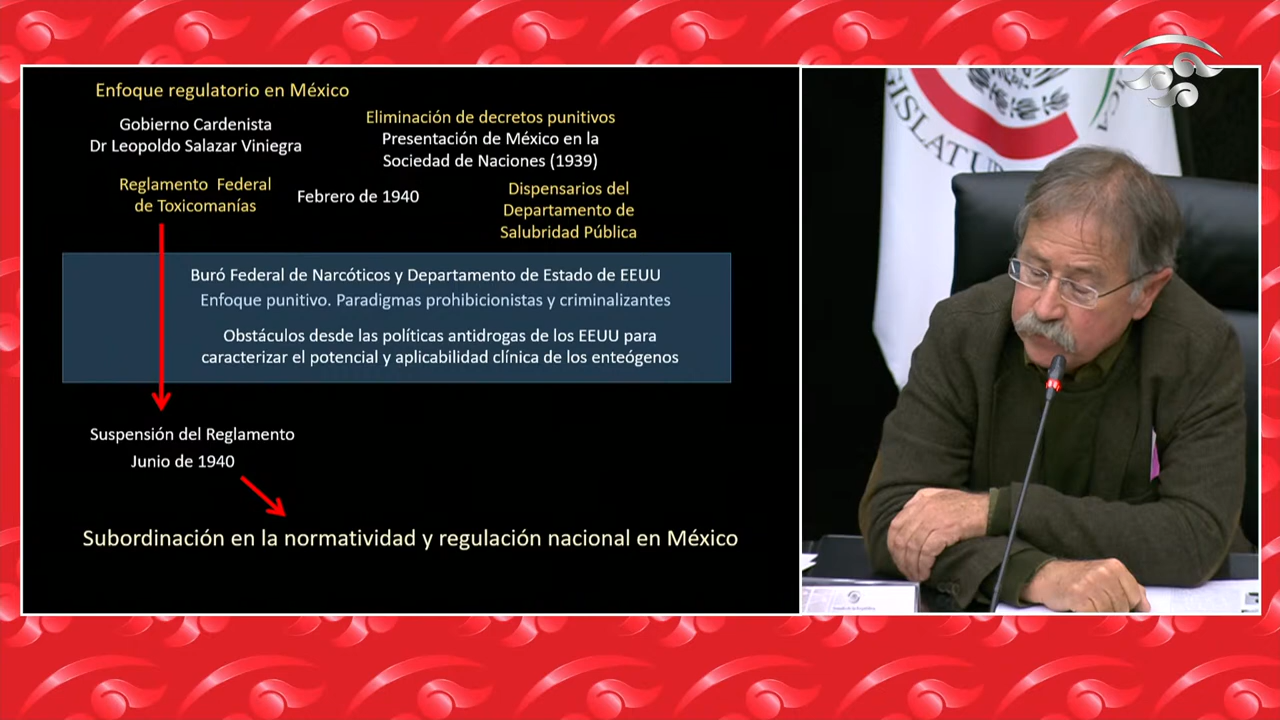 Enfoque regulatorio en México
Gobierno Cardenista
Dr Leopoldo Salazar Viniegra
Eliminación de decretos punitivos
Presentación de México en la
Sociedad de Naciones (1939)
Reglamento Federal
de Toxicomanías
Febrero de 1940
Dispensarios del
Departamento de
Salubridad Pública
Buró Federal de Narcóticos y Departamento de Estado de EEUU
Enfoque punitivo. Paradigmas prohibicionistas y criminalizantes
Obstáculos desde las políticas antidrogas de los EEUU para
caracterizar el potencial y aplicabilidad clínica de los enteógenos
Suspensión del Reglamento
Junio de 1940
Subordinación en la normatividad y regulación nacional en México